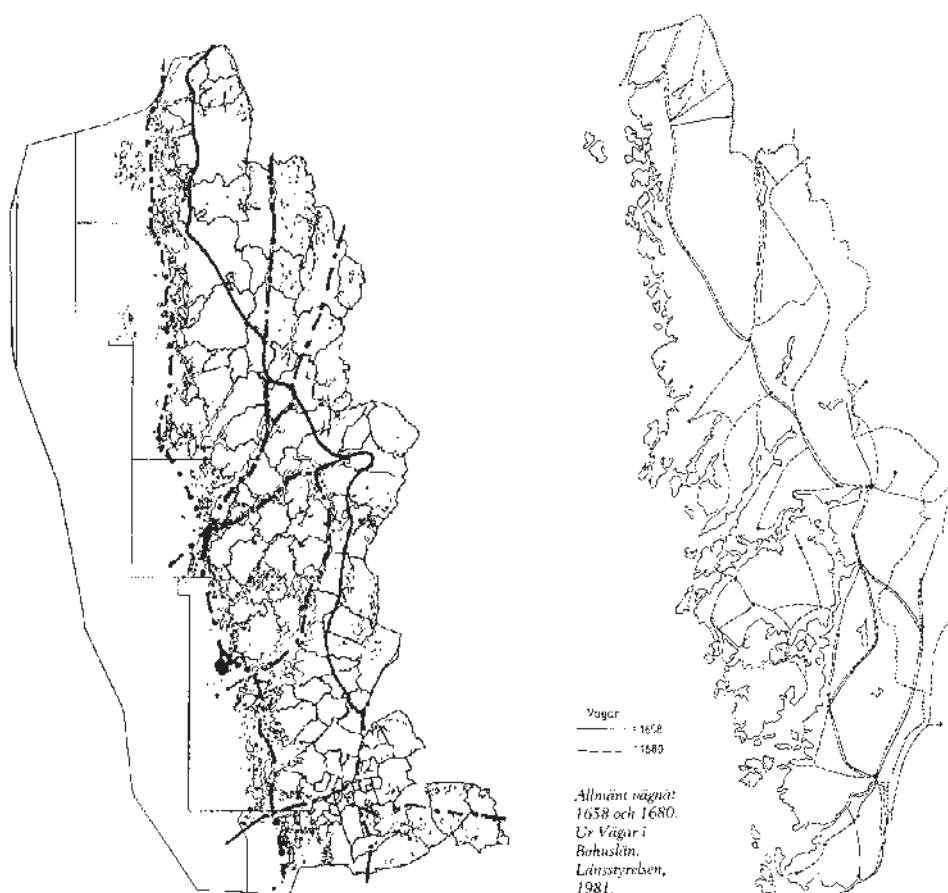 Vägar
1658
1680
Allmänt vägnät
1658 och 1680.
Ur Vägar i
Bohuslän.
Länsstyrelsen,
1981.